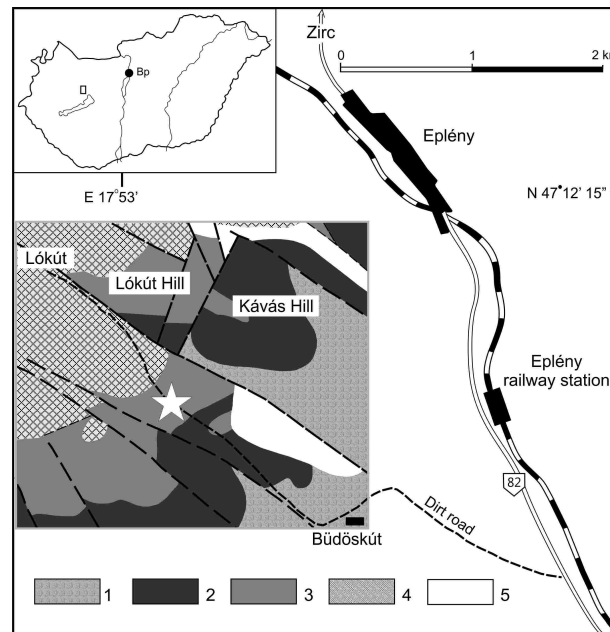 Zirc
0
1
2 km
Bp
Eplény
E 17°53'
N 47°12' 15"
Lókút
Lókút Hill
Kávás Hill
Eplény
railway station
82
Dirt road
Büdöskút
1
2
3
4
5